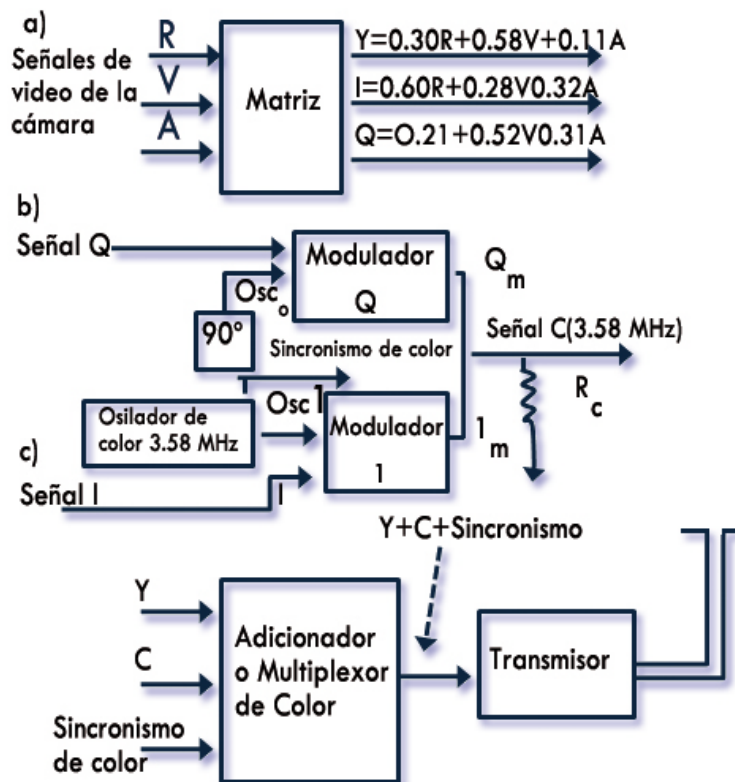 a)
Señales de
video de la
cámara
R
V
A
Matriz
Y=0.30R+0.58V+0.11A
I=0.60R+0.28V0.32A
Q=O.21+0.52V0.31A
b)
Señal Q
Modulador
Q
Osc o
90°
Q m
Señal C(3.58 MHz)
Sincronismo de color
R c
Osilador de
color 3.58 MHz
Osc 1
Modulador
1
1 m
c)
Señal I
I
Y+C+Sincronismo
Y
C
Sincronismo
de color
Adicionador
o Multiplexor
de Color
Transmisor